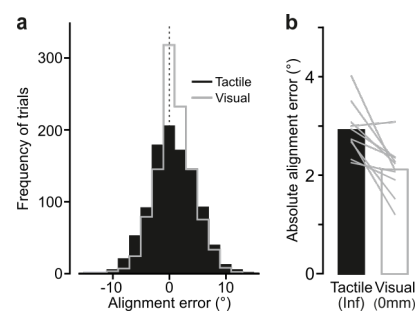 a
Frequency of trials
300
200
100
0
Tactile
Visual
-10
0
10
Alignment error (°)
b
Absolute alignment error (°)
5
4
2
0
Tactile Visual
(Inf) (0mm)